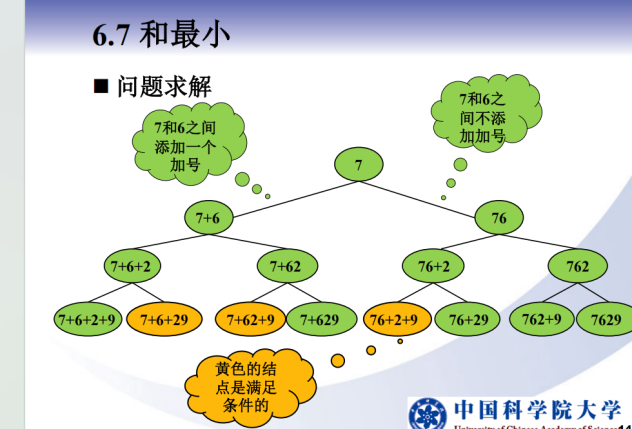 6.7 和最小
■ 问题求解
7和6之间
添加一个
加号
7和6之
间不添
加加号
7
7+6
76
7+6+2
7+62
76+2
762
7+6+2+9
7+6+29
7+62+9
7+629
76+2+9
76+29
762+9
7629
黄色的结
点是满足
条件的
中国科学院大学